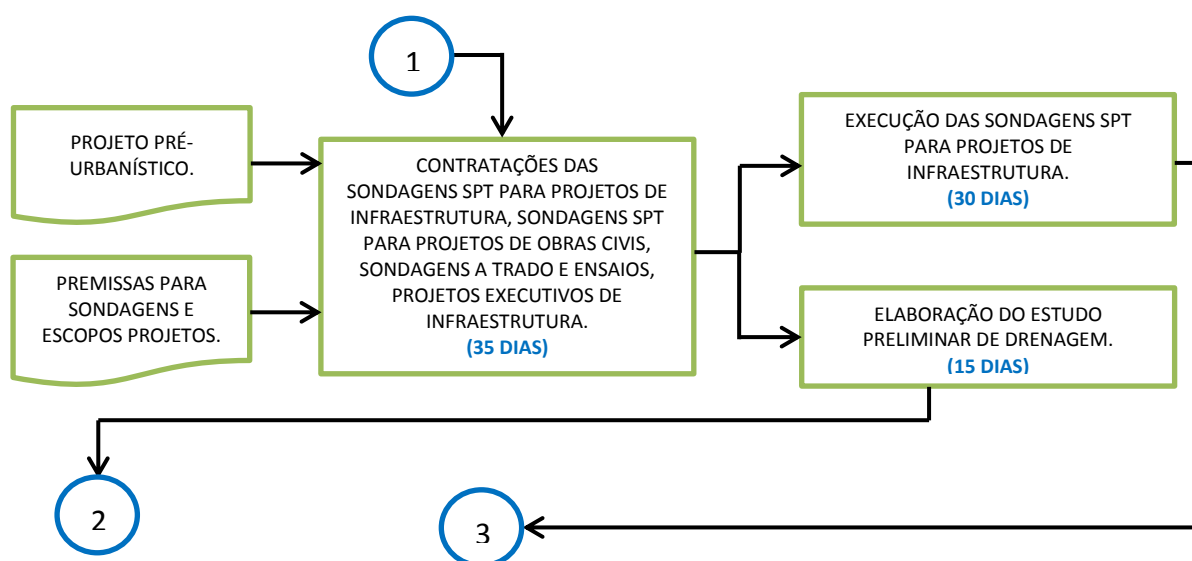 1
PROJETO PRÉ-
URBANÍSTICO.
PREMISSAS PARA
SONDAGENS E
ESCOPOS PROJETOS.
CONTRATAÇÕES DAS
SONDAGENS SPT PARA PROJETOS DE
INFRAESTRUTURA, SONDAGENS SPT
PARA PROJETOS DE OBRAS CIVIS,
SONDAGENS A TRADO E ENSAIOS,
PROJETOS EXECUTIVOS DE
INFRAESTRUTURA.
(35 DIAS)
EXECUÇÃO DAS SONDAGENS SPT
PARA PROJETOS DE
INFRAESTRUTURA.
(30 DIAS)
ELABORAÇÃO DO ESTUDO
PRELIMINAR DE DRENAGEM.
(15 DIAS)
2
3